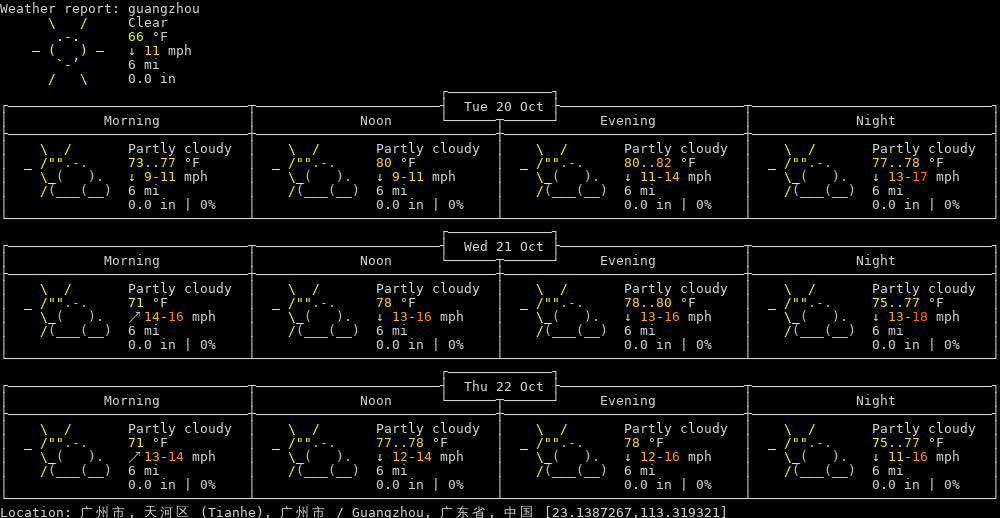 Weather report: guangzhou
Clear
66 °F
↓ 11 mph
6 mi
0.0 in
Tue 20 Oct
Morning Noon Evening Night
Partly cloudy Partly cloudy Partly cloudy Partly cloudy
73..77 °F 80 °F 80..82 °F 77..78 °F
↓ 9-11 mph ↓ 9-11 mph ↓ 11-14 mph ↓ 13-17 mph
6 mi 6 mi 6 mi 6 mi
0.0 in | 0% 0.0 in | 0% 0.0 in | 0% 0.0 in | 0%
Wed 21 Oct
Morning Noon Evening Night
Partly cloudy Partly cloudy Partly cloudy Partly cloudy
71 °F 78 °F 78..80 °F 75..77 °F
↗ 14-16 mph ↓ 13-16 mph ↓ 13-16 mph ↓ 13-18 mph
6 mi 6 mi 6 mi 6 mi
0.0 in | 0% 0.0 in | 0% 0.0 in | 0% 0.0 in | 0%
Thu 22 Oct
Morning Noon Evening Night
Partly cloudy Partly cloudy Partly cloudy Partly cloudy
71 °F 77..78 °F 78 °F 75..77 °F
↗ 13-14 mph ↓ 12-14 mph ↓ 12-16 mph ↓ 11-16 mph
6 mi 6 mi 6 mi 6 mi
0.0 in | 0% 0.0 in | 0% 0.0 in | 0% 0.0 in | 0%
Location: 广州市, 天河区 (Tianhe), 广州市 / Guangzhou, 广东省, 中国 [23.1387267,113.319321]